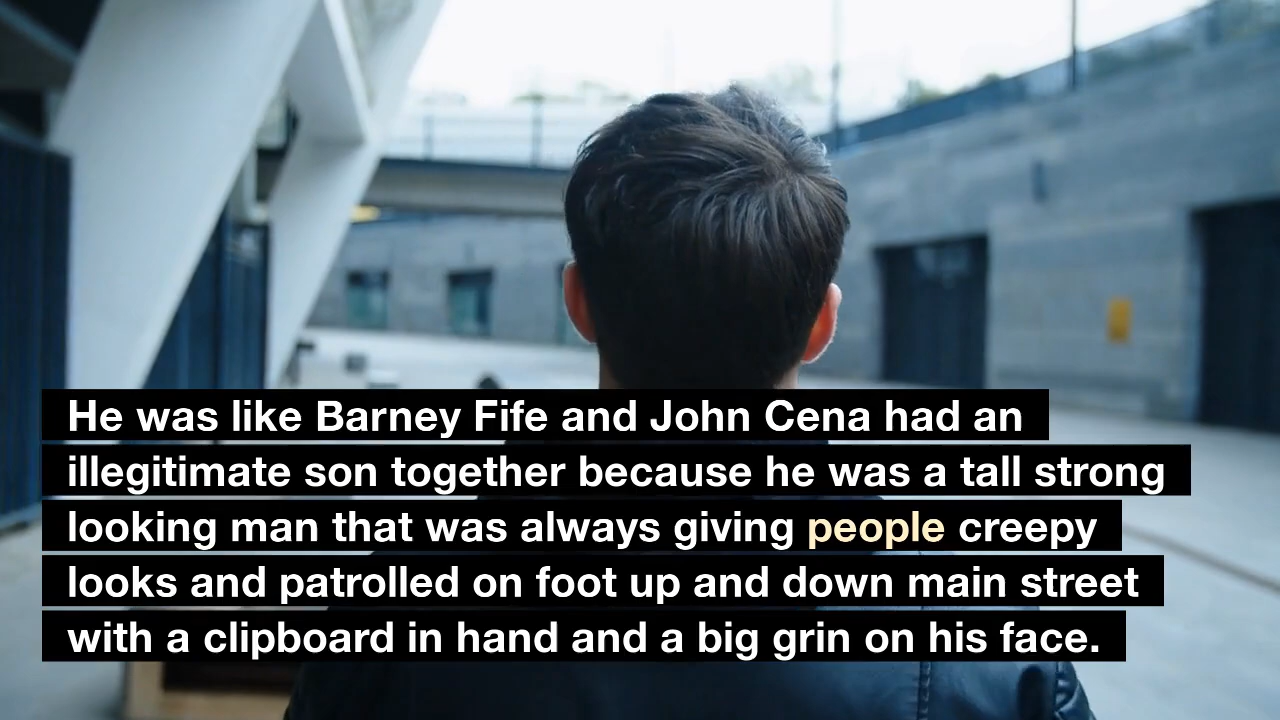 He was like Barney Fife and John Cena had an
illegitimate son together because he was a tall strong
looking man that was always giving people creepy
looks and patrolled on foot up and down main street
with a clipboard in hand and a big grin on his face.